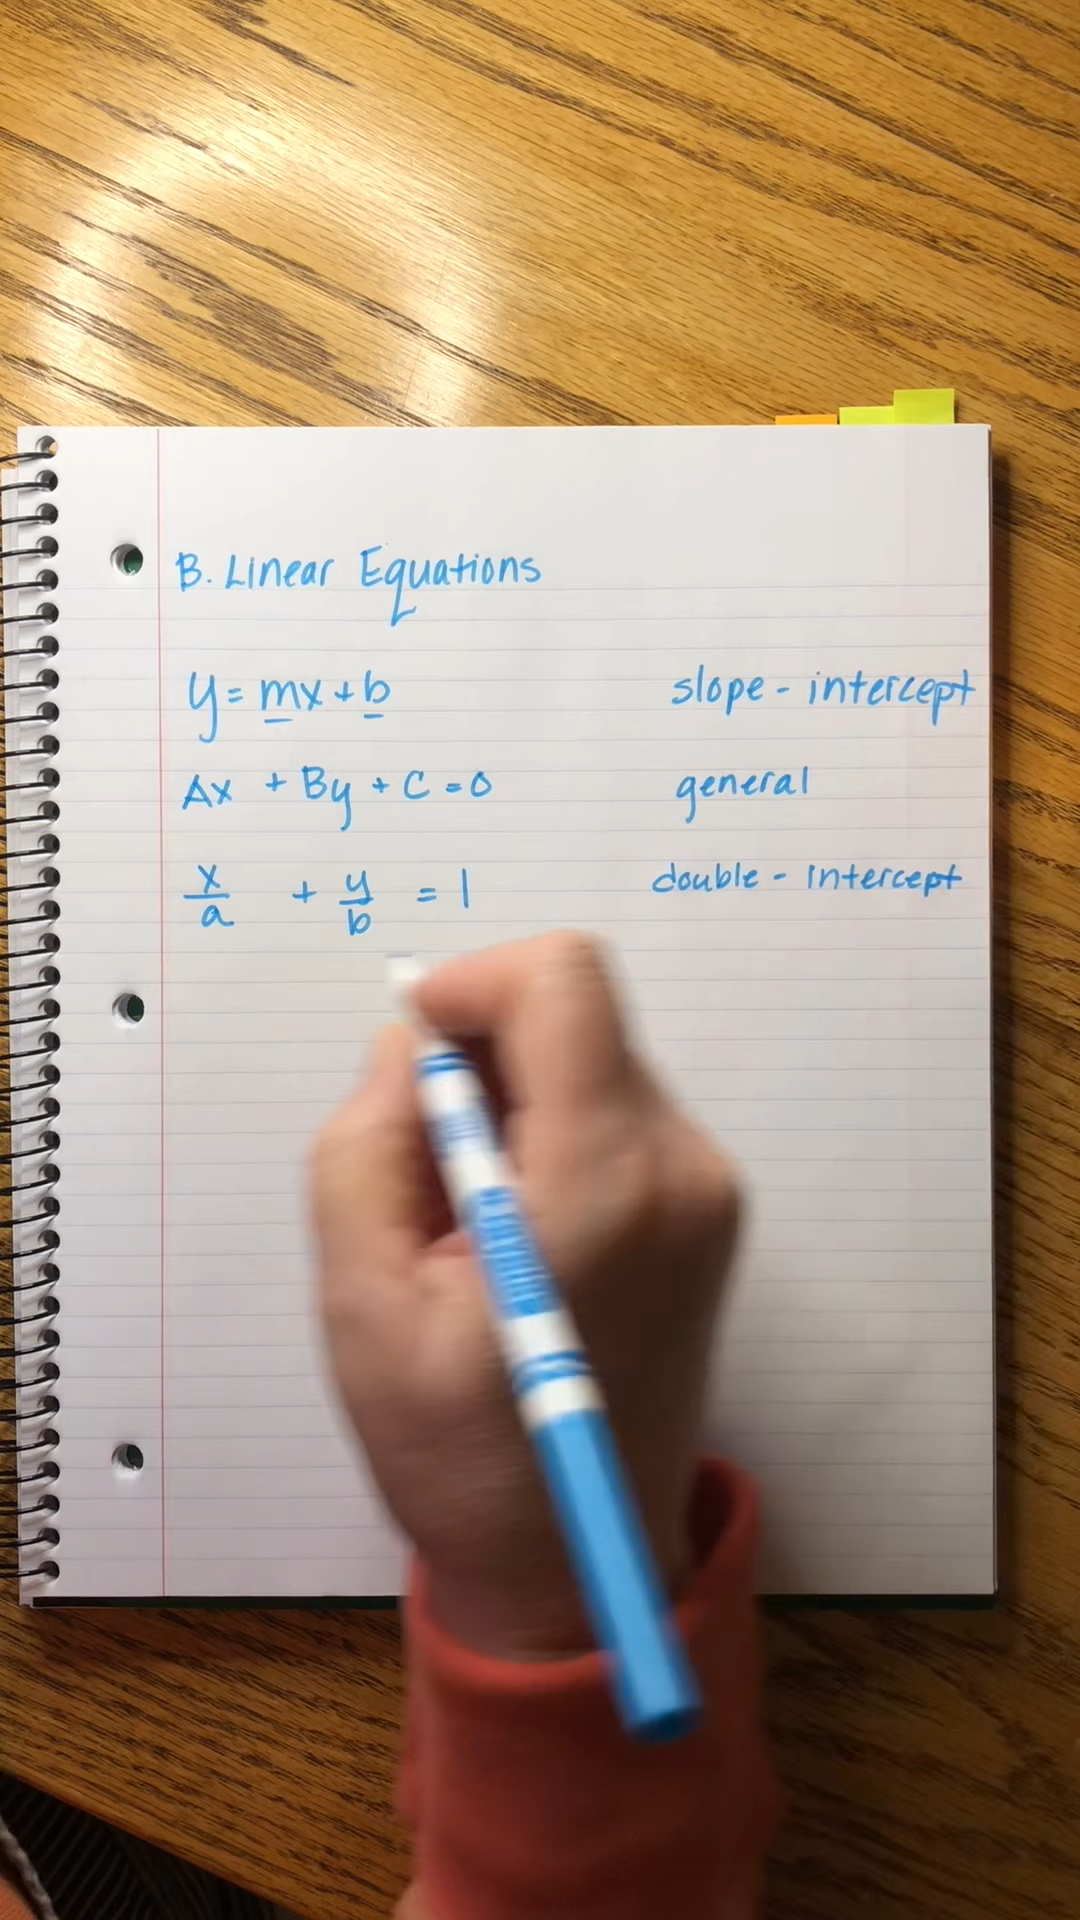 B. Linear Equations
y = mx + b slope - intercept
Ax + By + C = 0 general
x/a + y/b = 1 double - intercept